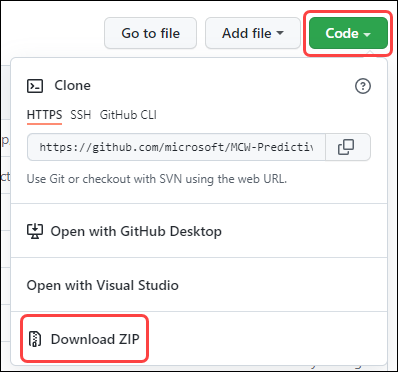 Go to file Add file Code
Clone
HTTPS SSH GitHub CLI
https://github.com/microsoft/MCW-Predictiv
Use Git or checkout with SVN using the web URL.
Open with GitHub Desktop
Open with Visual Studio
Download ZIP